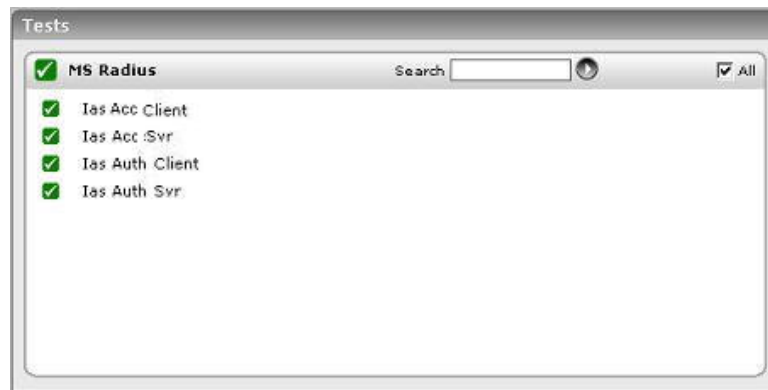 Tests
MS Radius Search All
Ias Acc Client
Ias Acc Svr
Ias Auth Client
Ias Auth Svr